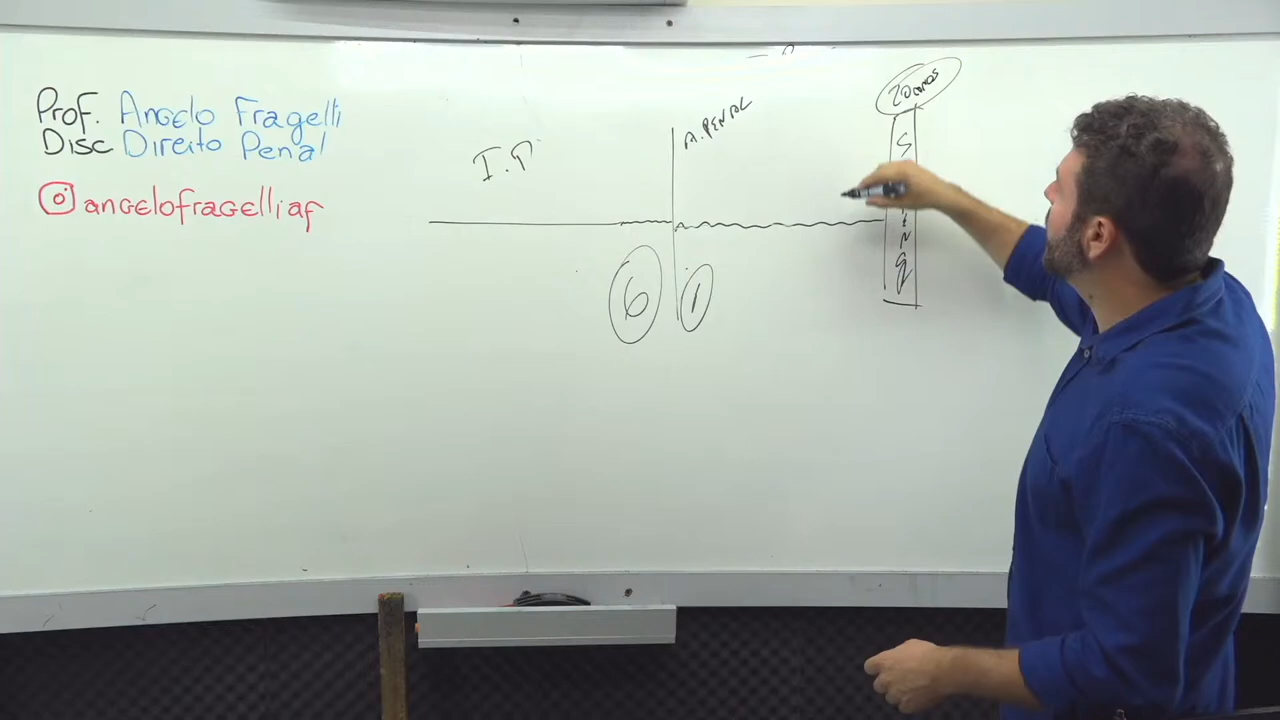 Prof. Angelo Fragelli
Disc Direito Penal
angelofragelliaf
I.P
A. PENAL
20 anos
6
1